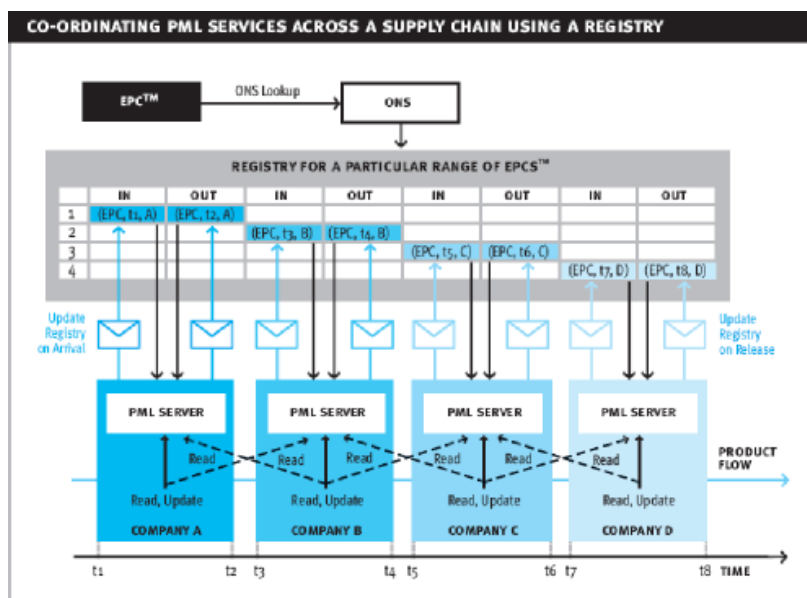 CO-ORDINATING PML SERVICES ACROSS A SUPPLY CHAIN USING A REGISTRY
EPC™
ONS Lookup
ONS
REGISTRY FOR A PARTICULAR RANGE OF EPCS™
IN OUT IN OUT IN OUT IN OUT
1 (EPC, t1, A) (EPC, t2, A)
2 (EPC, t3, B) (EPC, t4, B)
3 (EPC, t5, C) (EPC, t6, C)
4 (EPC, t7, D) (EPC, t8, D)
Update
Registry
on Arrival
Update
Registry
on Release
PML SERVER PML SERVER PML SERVER PML SERVER
Read Read Read Read Read Read
PRODUCT
FLOW
Read, Update Read, Update Read, Update Read, Update
COMPANY A COMPANY B COMPANY C COMPANY D
t1 t2 t3 t4 t5 t6 t7 t8 TIME